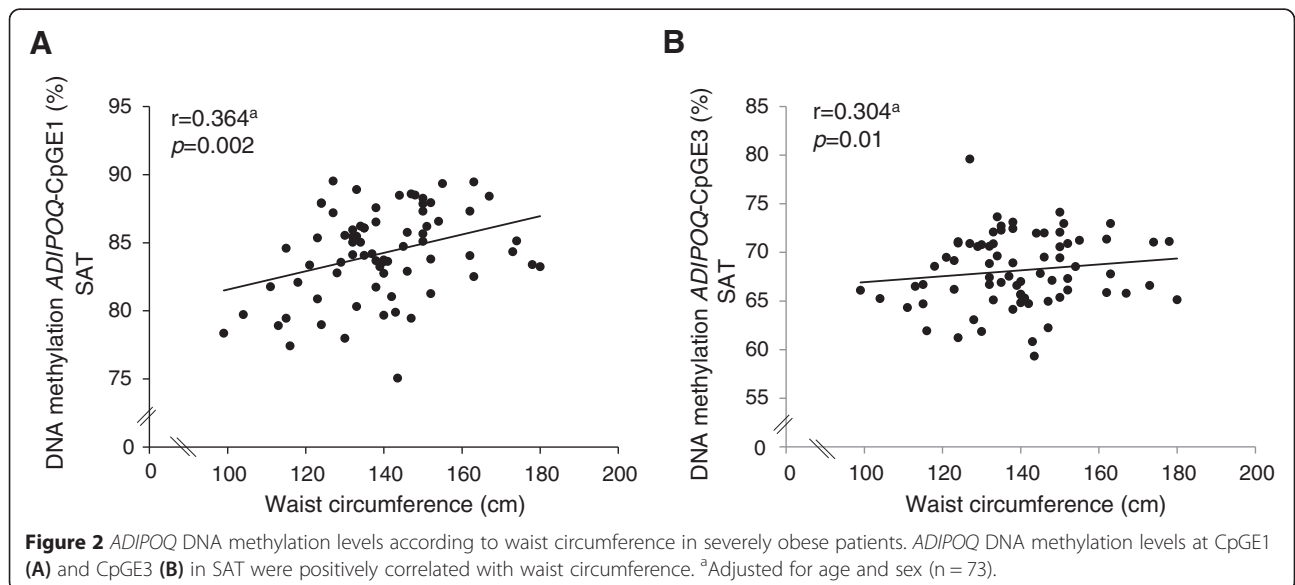 A
DNA methylation ADIPOQ-CpGE1 (%)
SAT
95
90
85
80
75
0
r=0.364a
p=0.002
0 100 120 140 160 180 200
Waist circumference (cm)
B
DNA methylation ADIPOQ-CpGE3 (%)
SAT
85
80
75
70
65
60
55
0
r=0.304a
p=0.01
0 100 120 140 160 180 200
Waist circumference (cm)
Figure 2 ADIPOQ DNA methylation levels according to waist circumference in severely obese patients. ADIPOQ DNA methylation levels at CpGE1
(A) and CpGE3 (B) in SAT were positively correlated with waist circumference. aAdjusted for age and sex (n = 73).